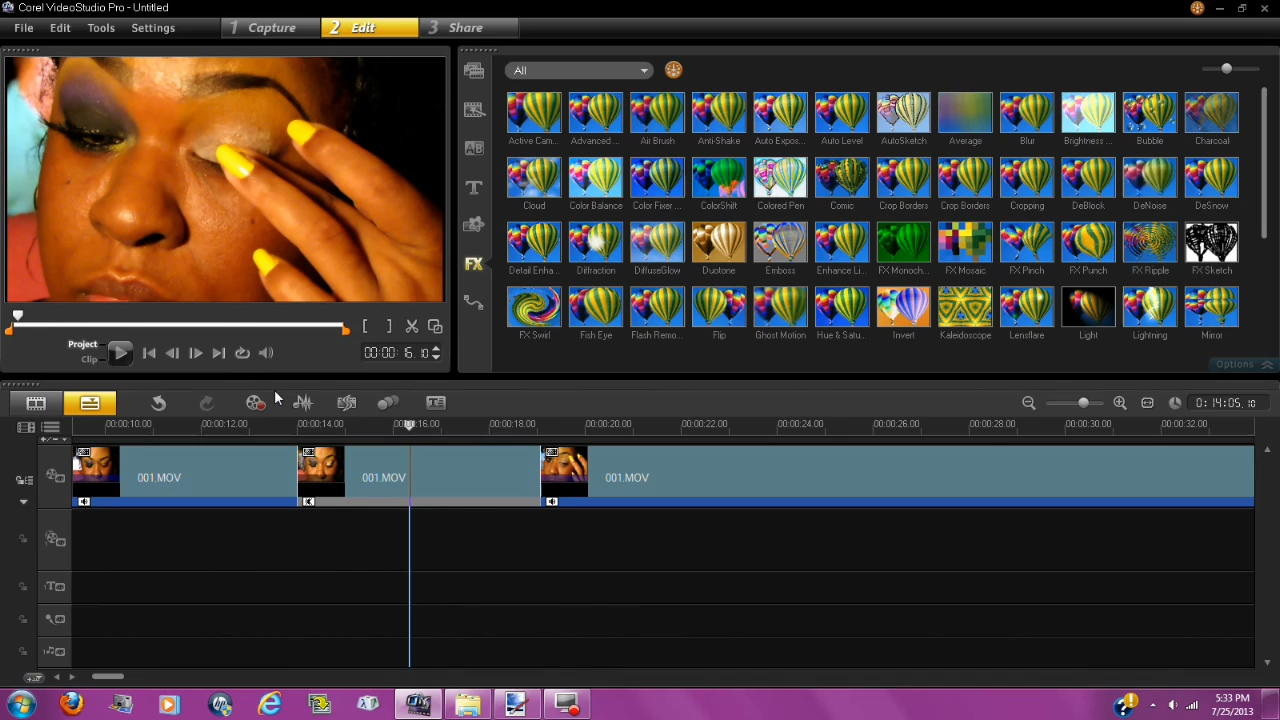 Corel VideoStudio Pro - Untitled
File Edit Tools Settings 1 Capture 2 Edit 3 Share
All
Active Cam... Advanced ... Air Brush Anti-Shake Auto Expos... Auto Level AutoSketch Average Blur Brightness ... Bubble Charcoal
Cloud Color Balance Color Fixer ... ColorShift Colored Pen Comic Crop Borders Crop Borders Cropping DeBlock DeNoise DeSnow
Detail Enha... Diffraction DiffuseGlow Duotone Emboss Enhance Li... FX Monoch... FX Mosaic FX Pinch FX Punch FX Ripple FX Sketch
FX Swirl Fish Eye Flash Remo... Flip Ghost Motion Hue & Satur... Invert Kaleidoscope Lensflare Light Lightning Mirror
Project
Clip
00:00: 16. 10
Options
0:14:05. 10
00:00:10.00 00:00:12.00 00:00:14.00 00:00:16.00 00:00:18.00 00:00:20.00 00:00:22.00 00:00:24.00 00:00:26.00 00:00:28.00 00:00:30.00 00:00:32.00
001.MOV 001.MOV 001.MOV
5:33 PM
7/25/2013